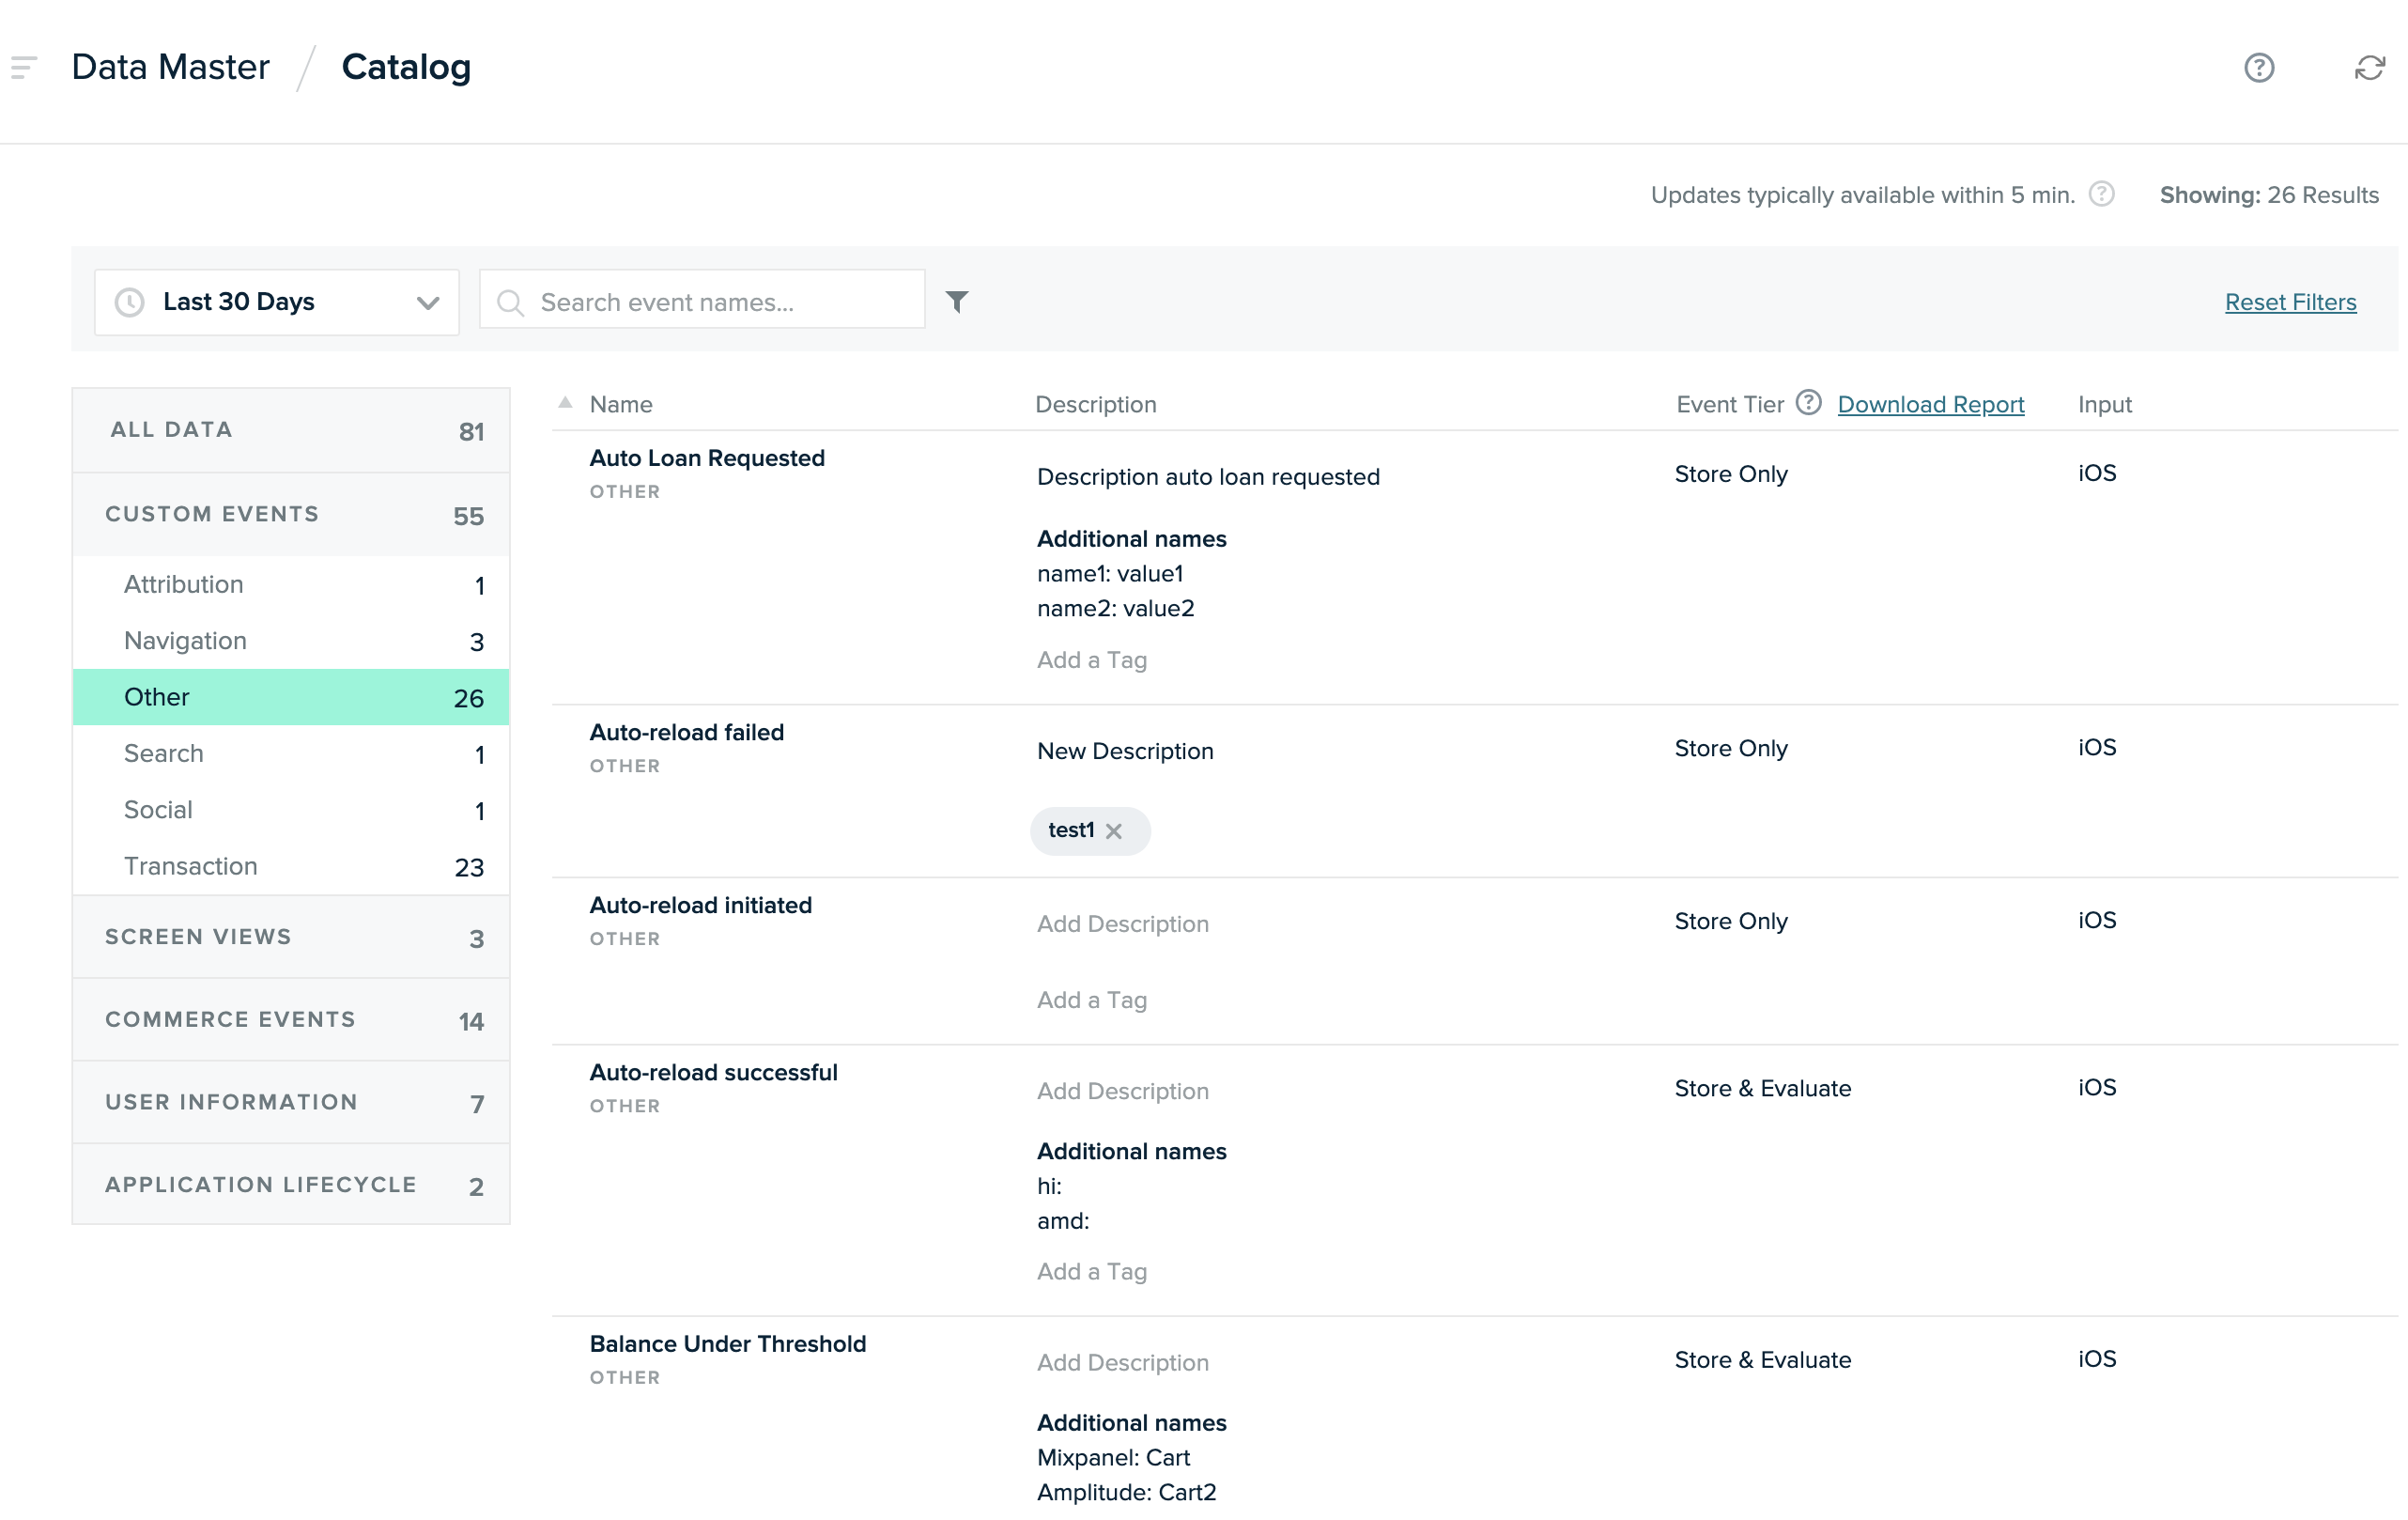 Data Master / Catalog
Updates typically available within 5 min. Showing: 26 Results
Last 30 Days
Search event names...
Reset Filters
ALL DATA 81
CUSTOM EVENTS 55
Attribution 1
Navigation 3
Other 26
Search 1
Social 1
Transaction 23
SCREEN VIEWS 3
COMMERCE EVENTS 14
USER INFORMATION 7
APPLICATION LIFECYCLE 2
Name Description Event Tier Download Report Input
Auto Loan Requested
OTHER
Description auto loan requested
Additional names
name1: value1
name2: value2
Add a Tag
Store Only
iOS
Auto-reload failed
OTHER
New Description
test1
Store Only
iOS
Auto-reload initiated
OTHER
Add Description
Add a Tag
Store Only
iOS
Auto-reload successful
OTHER
Add Description
Additional names
hi:
amd:
Add a Tag
Store & Evaluate
iOS
Balance Under Threshold
OTHER
Add Description
Additional names
Mixpanel: Cart
Amplitude: Cart2
Store & Evaluate
iOS